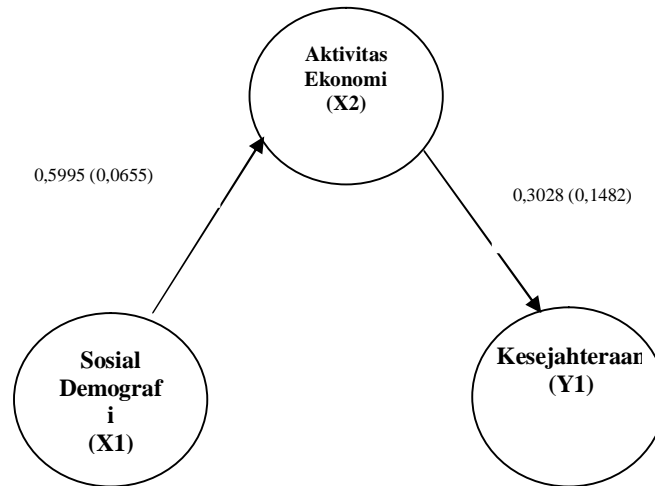 Aktivitas
Ekonomi
(X2)
0,5995 (0,0655)
0,3028 (0,1482)
Sosial
Demograf
i
(X1)
Kesejahteraan
(Y1)